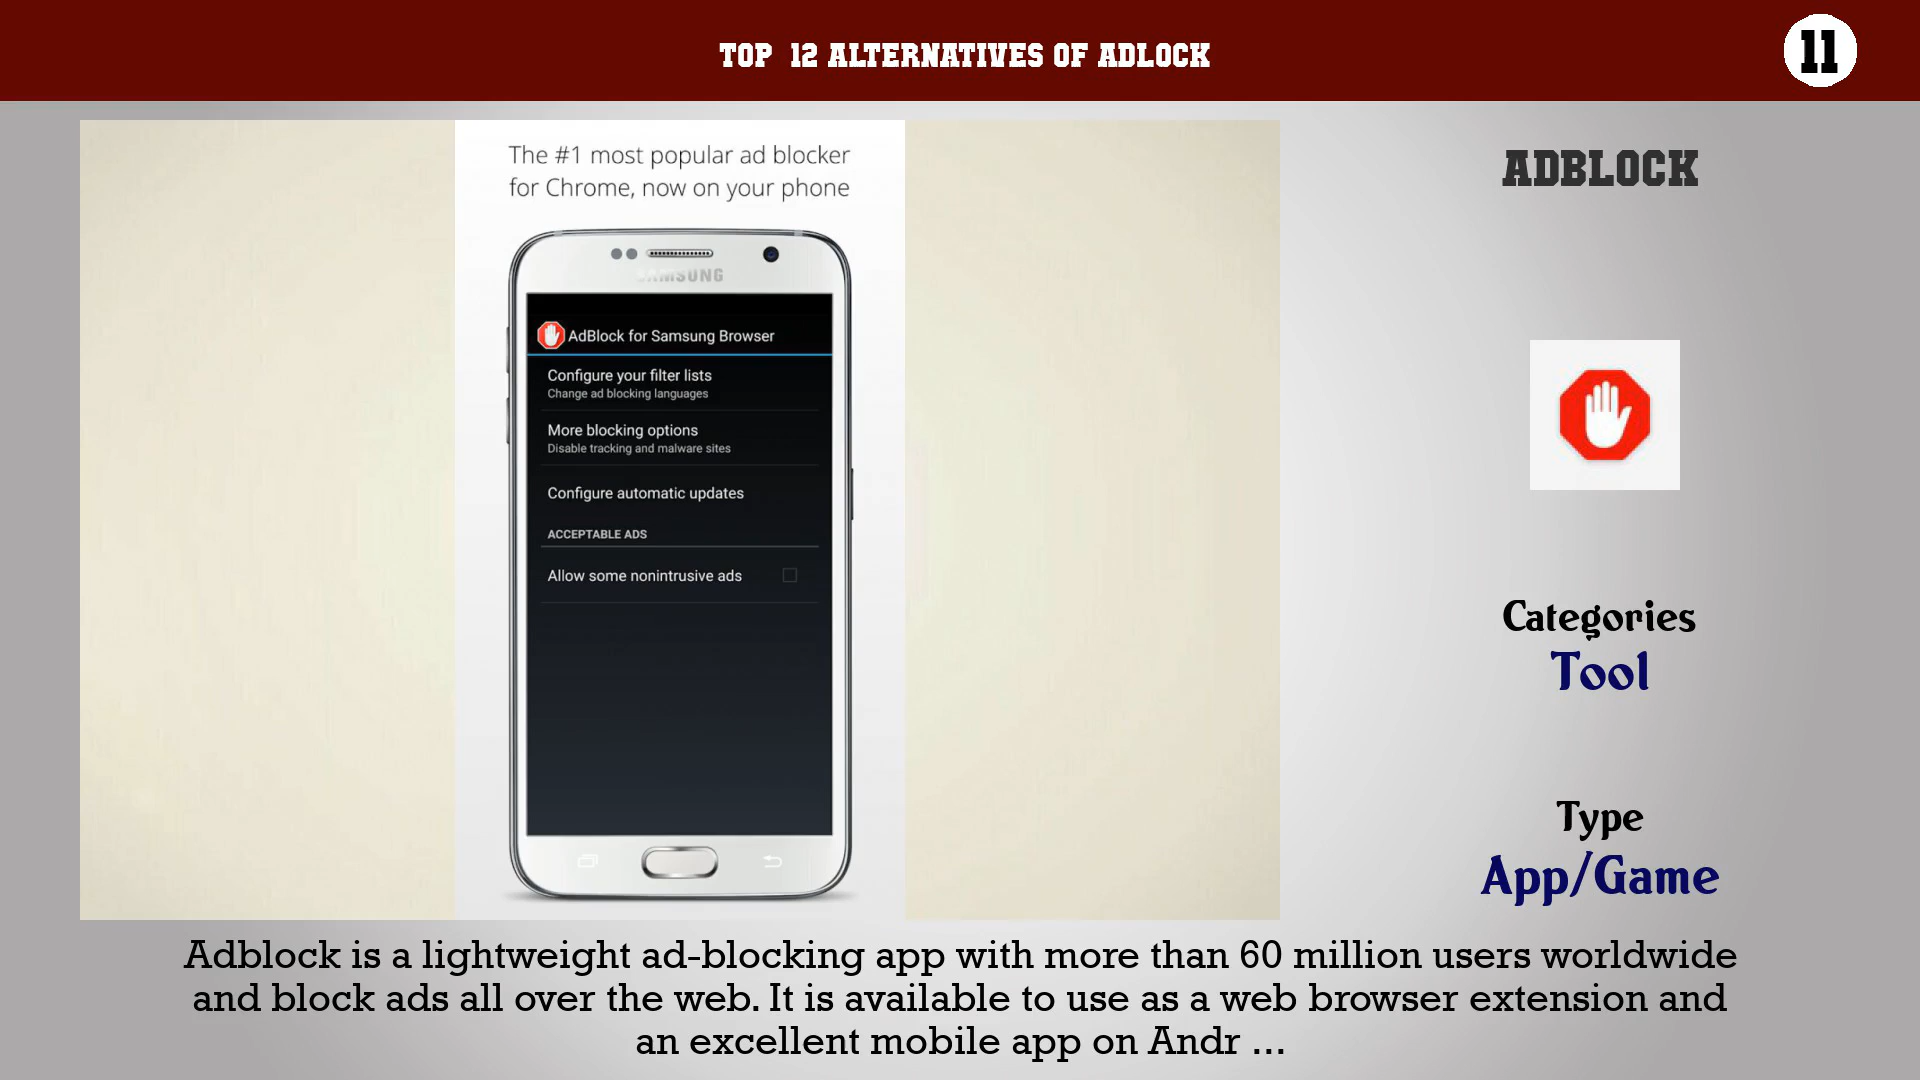 TOP 12 ALTERNATIVES OF ADLOCK
11
The #1 most popular ad blocker
for Chrome, now on your phone
SAMSUNG
AdBlock for Samsung Browser
Configure your filter lists
Change ad blocking languages
More blocking options
Disable tracking and malware sites
Configure automatic updates
ACCEPTABLE ADS
Allow some nonintrusive ads
ADBLOCK
Categories
Tool
Type
App/Game
Adblock is a lightweight ad-blocking app with more than 60 million users worldwide
and block ads all over the web. It is available to use as a web browser extension and
an excellent mobile app on Andr ...